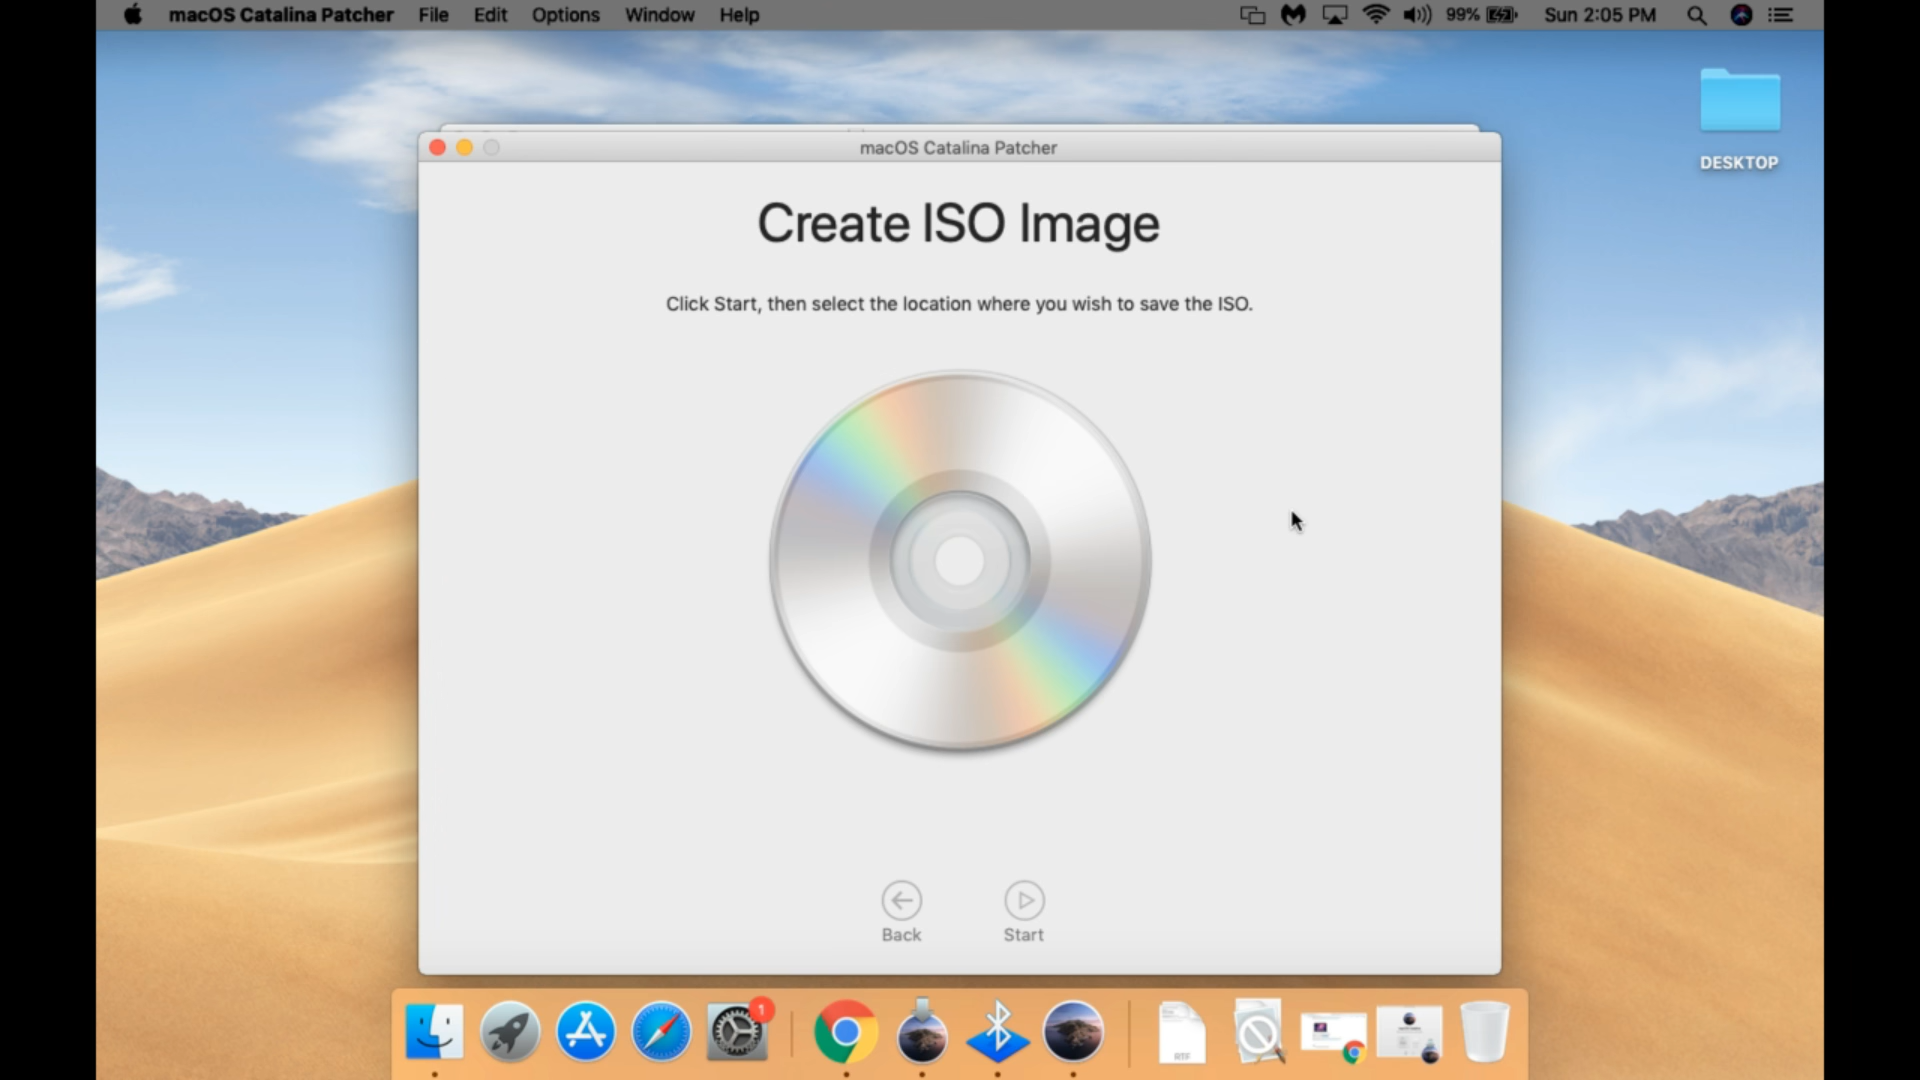 macOS Catalina Patcher File Edit Options Window Help 99% Sun 2:05 PM
DESKTOP
macOS Catalina Patcher
Create ISO Image
Click Start, then select the location where you wish to save the ISO.
Back Start
1
RTF